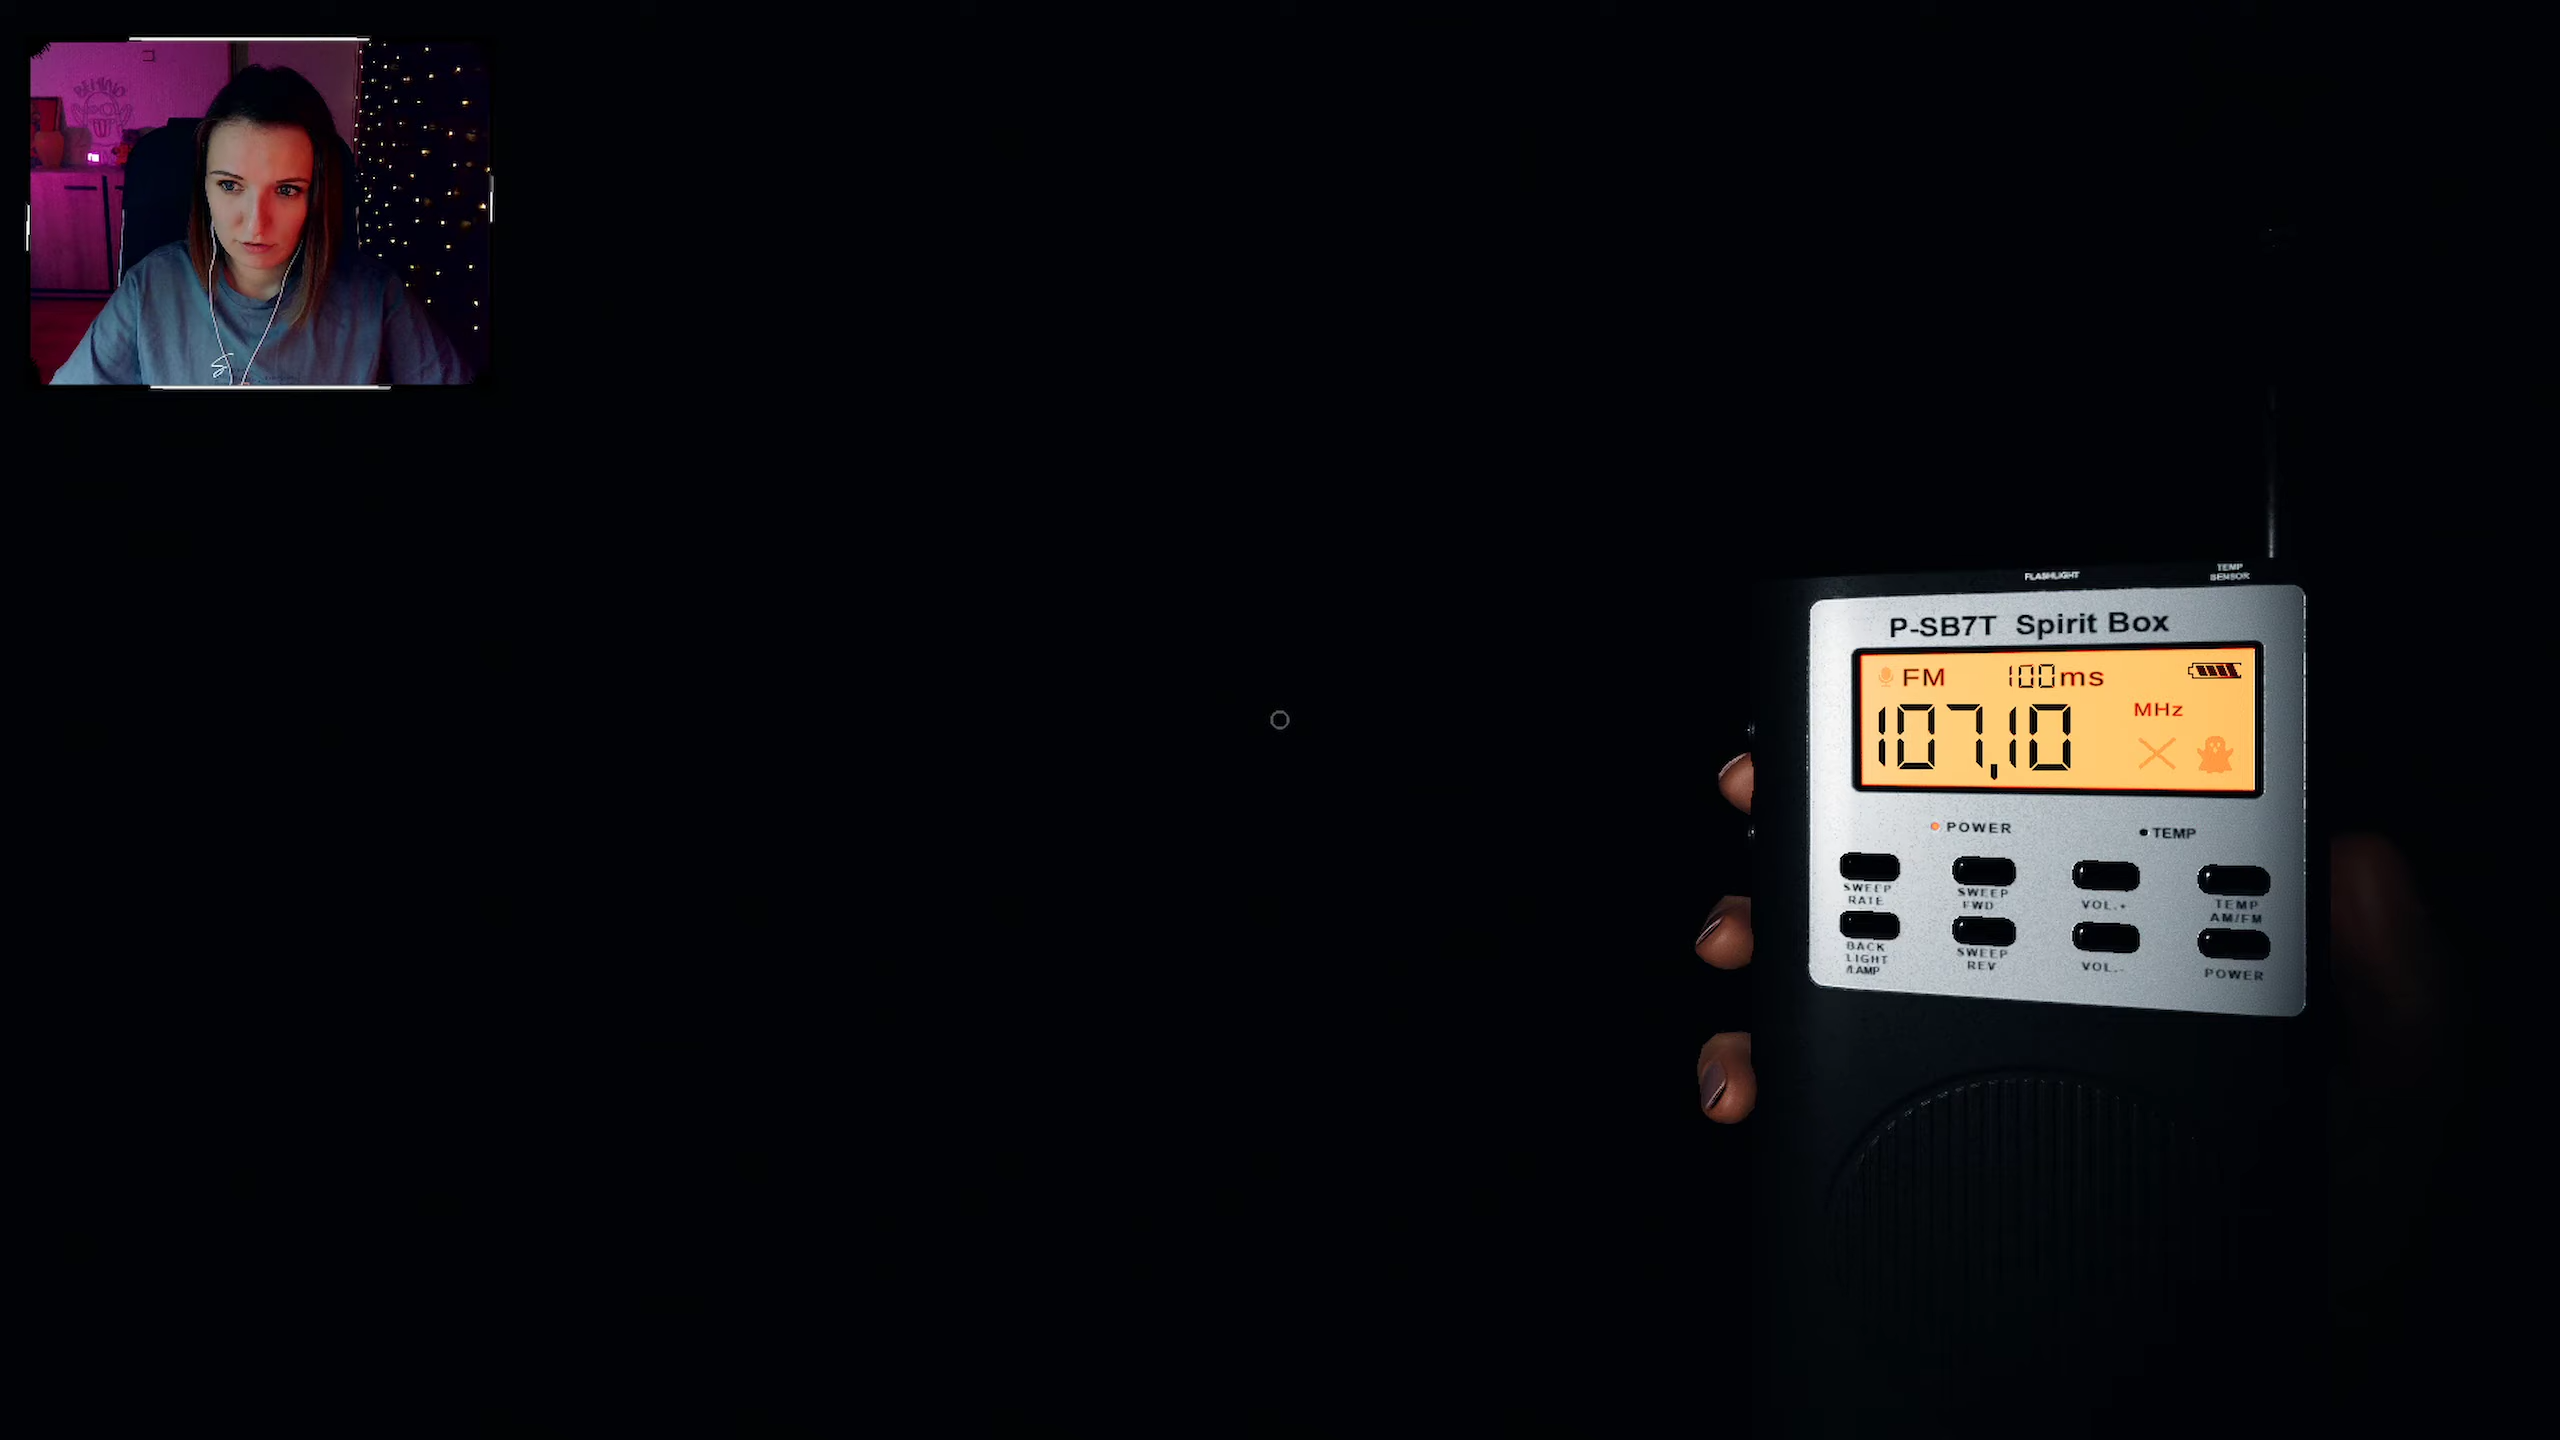 FLASHLIGHT
TEMP
SENSOR
P-SB7T Spirit Box
FM 100ms
107,10 MHz
POWER
TEMP
SWEEP
RATE
SWEEP
FWD
VOL.+
TEMP
AM/FM
BACK
LIGHT
/LAMP
SWEEP
REV
VOL.-
POWER